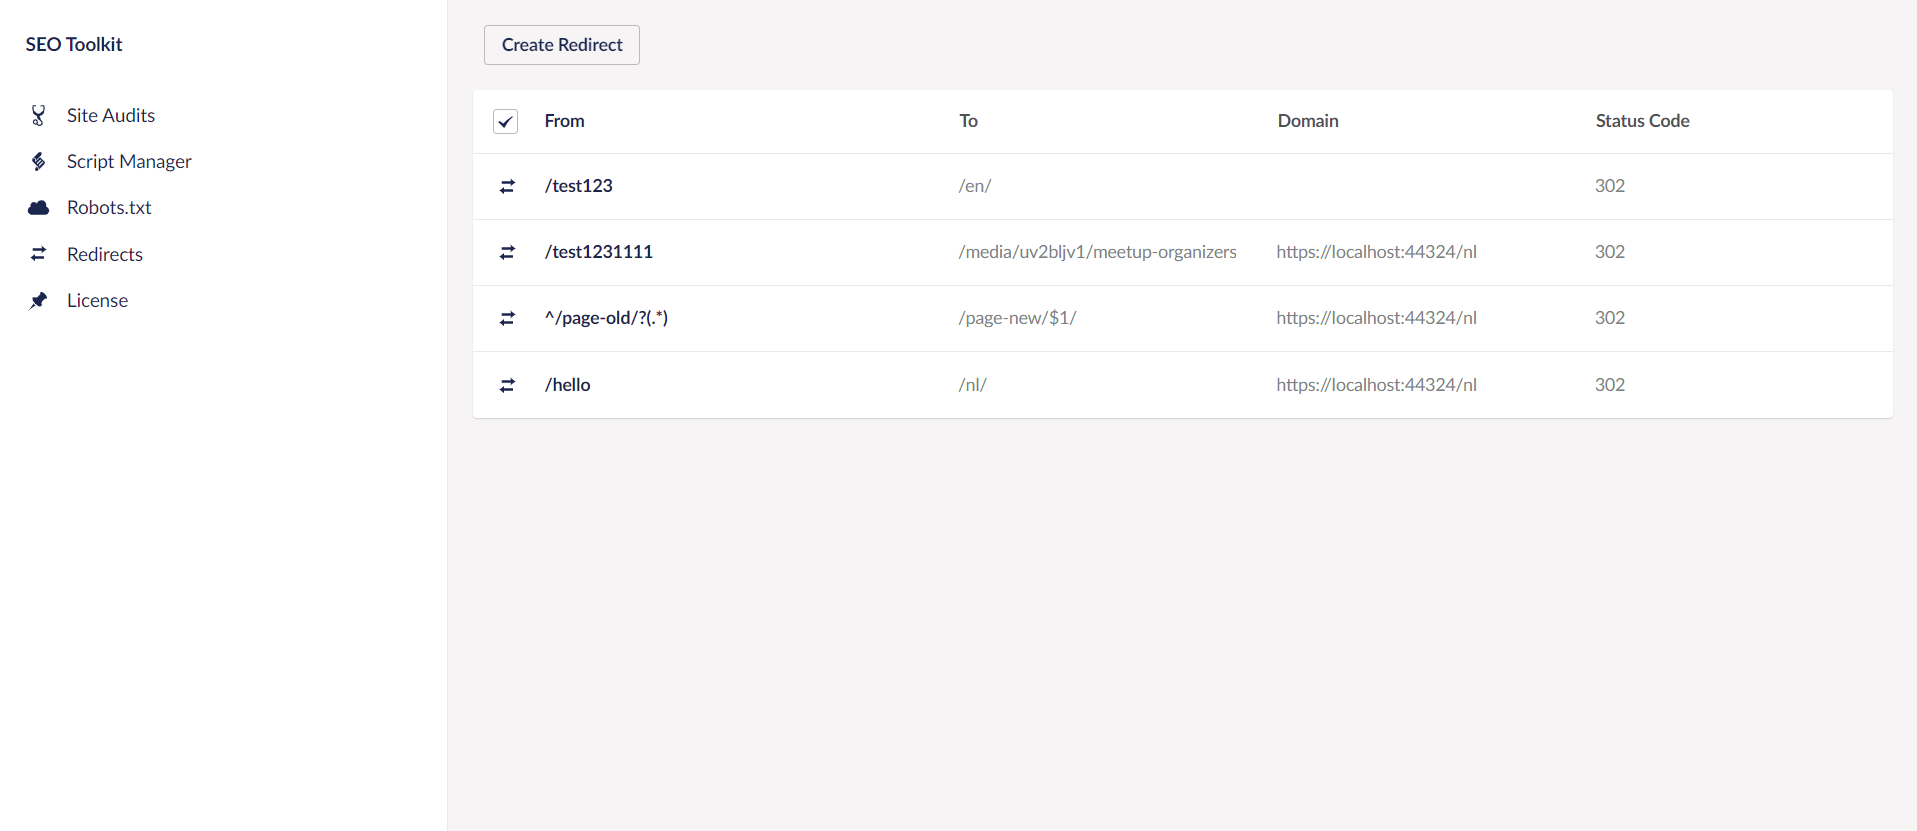 SEO Toolkit
Site Audits
Script Manager
Robots.txt
Redirects
License
Create Redirect
From To Domain Status Code
/test123 /en/ 302
/test1231111 /media/uv2bljv1/meetup-organizers https://localhost:44324/nl 302
^/page-old/?(.*) /page-new/$1/ https://localhost:44324/nl 302
/hello /nl/ https://localhost:44324/nl 302